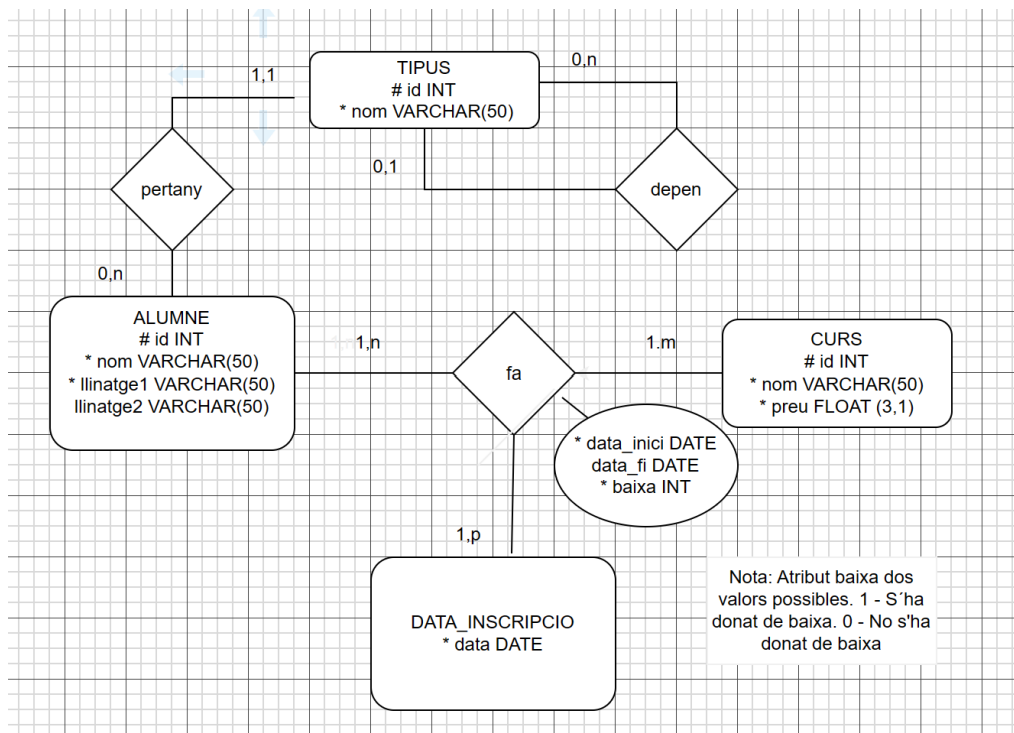 1,1
TIPUS
# id INT
* nom VARCHAR(50)
0,n
0,1
pertany
depen
0,n
ALUMNE
# id INT
* nom VARCHAR(50)
* llinatge1 VARCHAR(50)
llinatge2 VARCHAR(50)
1,n
fa
1.m
CURS
# id INT
* nom VARCHAR(50)
* preu FLOAT (3,1)
* data_inici DATE
data_fi DATE
* baixa INT
1,p
DATA_INSCRIPCIO
* data DATE
Nota: Atribut baixa dos
valors possibles. 1 - S´ha
donat de baixa. 0 - No s'ha
donat de baixa